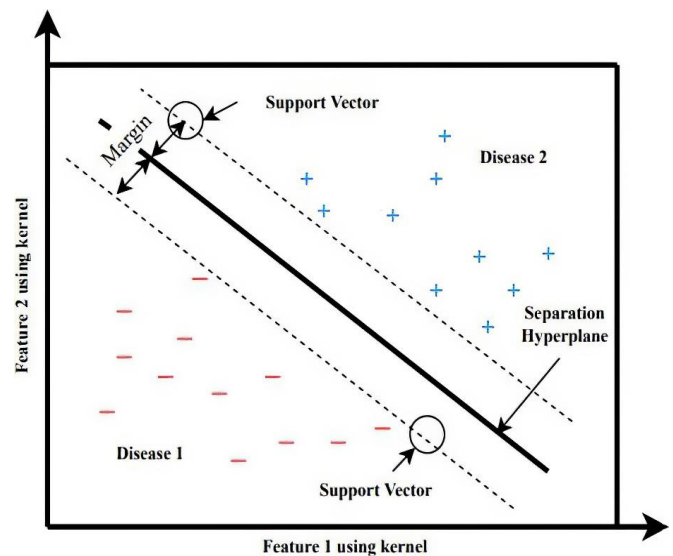 Support Vector
Margin
Disease 2
Feature 2 using kernel
Separation
Hyperplane
Disease 1
Support Vector
Feature 1 using kernel